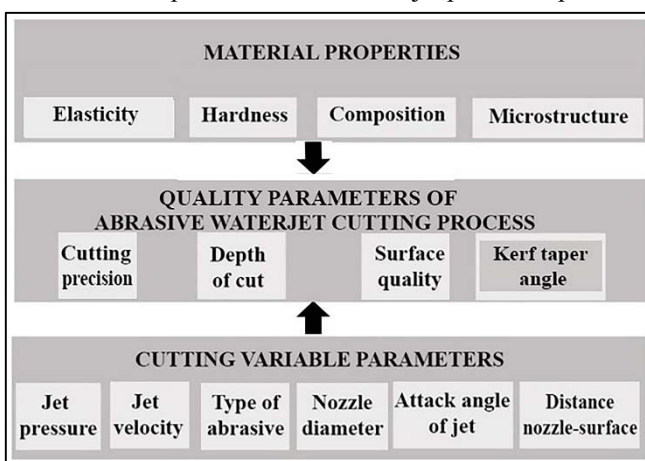 MATERIAL PROPERTIES
Elasticity
Hardness
Composition
Microstructure
QUALITY PARAMETERS OF
ABRASIVE WATERJET CUTTING PROCESS
Cutting
precision
Depth
of cut
Surface
quality
Kerf taper
angle
CUTTING VARIABLE PARAMETERS
Jet
pressure
Jet
velocity
Type of
abrasive
Nozzle
diameter
Attack angle
of jet
Distance
nozzle-surface